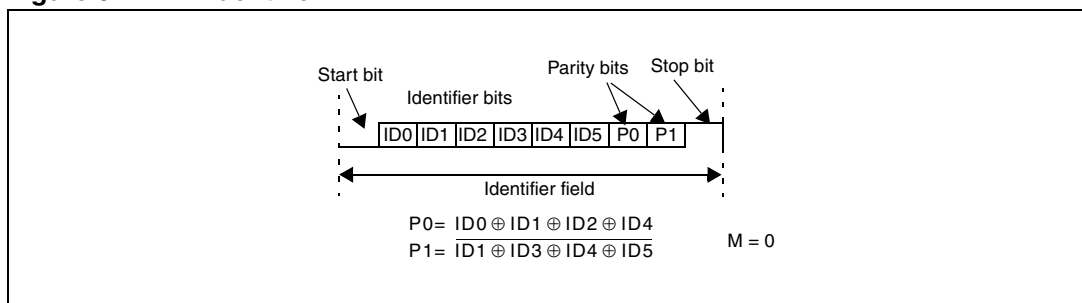 Start bit
Parity bits
Stop bit
Identifier bits
ID0 ID1 ID2 ID3 ID4 ID5 P0 P1
Identifier field
P0= ID0 ⊕ ID1 ⊕ ID2 ⊕ ID4
P1= ID1 ⊕ ID3 ⊕ ID4 ⊕ ID5
M = 0